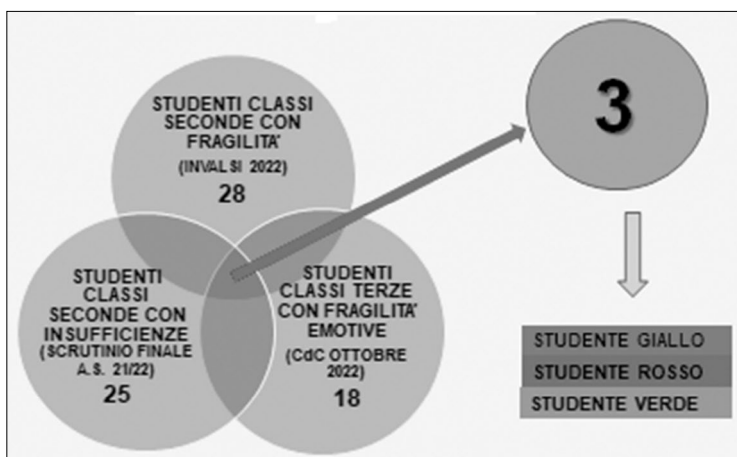 STUDENTI CLASSI
SECONDE CON
FRAGILITA'
(INVALSI 2022)
28
STUDENTI
CLASSI
SECONDE CON
INSUFFICIENZE
(SCRUTINIO FINALE
A.S. 21/22)
25
STUDENTI
CLASSI TERZE
CON FRAGILITA'
EMOTIVE
(CdC OTTOBRE
2022)
18
3
STUDENTE GIALLO
STUDENTE ROSSO
STUDENTE VERDE